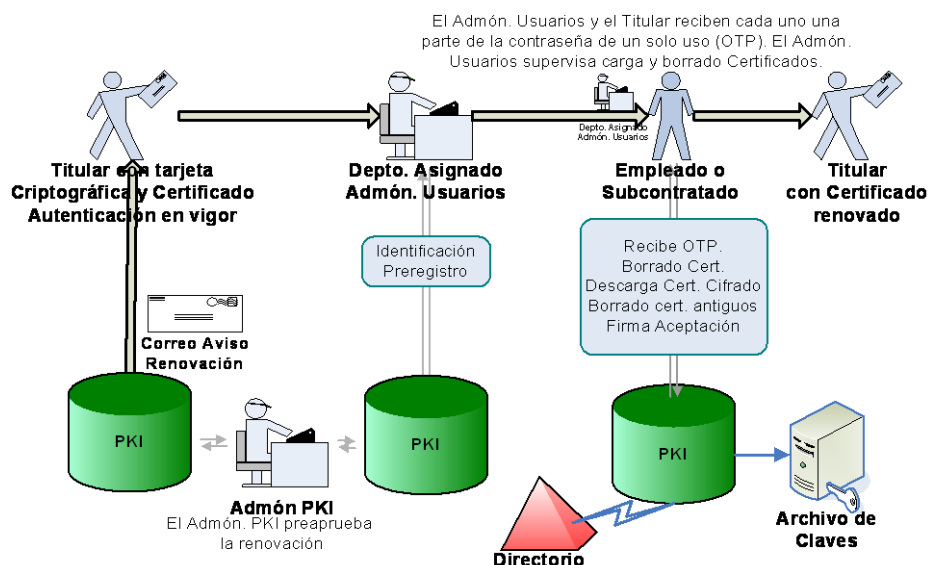 El Admón. Usuarios y el Titular reciben cada uno una
parte de la contraseña de un solo uso (OTP). El Admón.
Usuarios supervisa carga y borrado Certificados.
Depto. Asignado
Admón. Usuarios
Titular con tarjeta
Criptográfica y Certificado
Autenticación en vigor
Depto. Asignado
Admón. Usuarios
Empleado o
Subcontratado
Titular
con Certificado
renovado
Identificación
Preregistro
Recibe OTP.
Borrado Cert.
Descarga Cert. Cifrado
Borrado cert. antiguos
Firma Aceptación
Correo Aviso
Renovación
PKI
PKI
PKI
Admón PKI
El Admón. PKI preaprueba
la renovación
Archivo de
Claves
Directorio